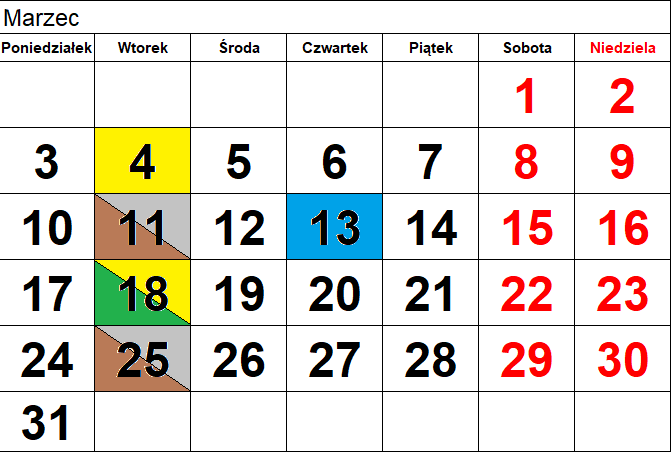 Marzec
Poniedziałek Wtorek Środa Czwartek Piątek Sobota Niedziela
1 2
3 4 5 6 7 8 9
10 11 12 13 14 15 16
17 18 19 20 21 22 23
24 25 26 27 28 29 30
31